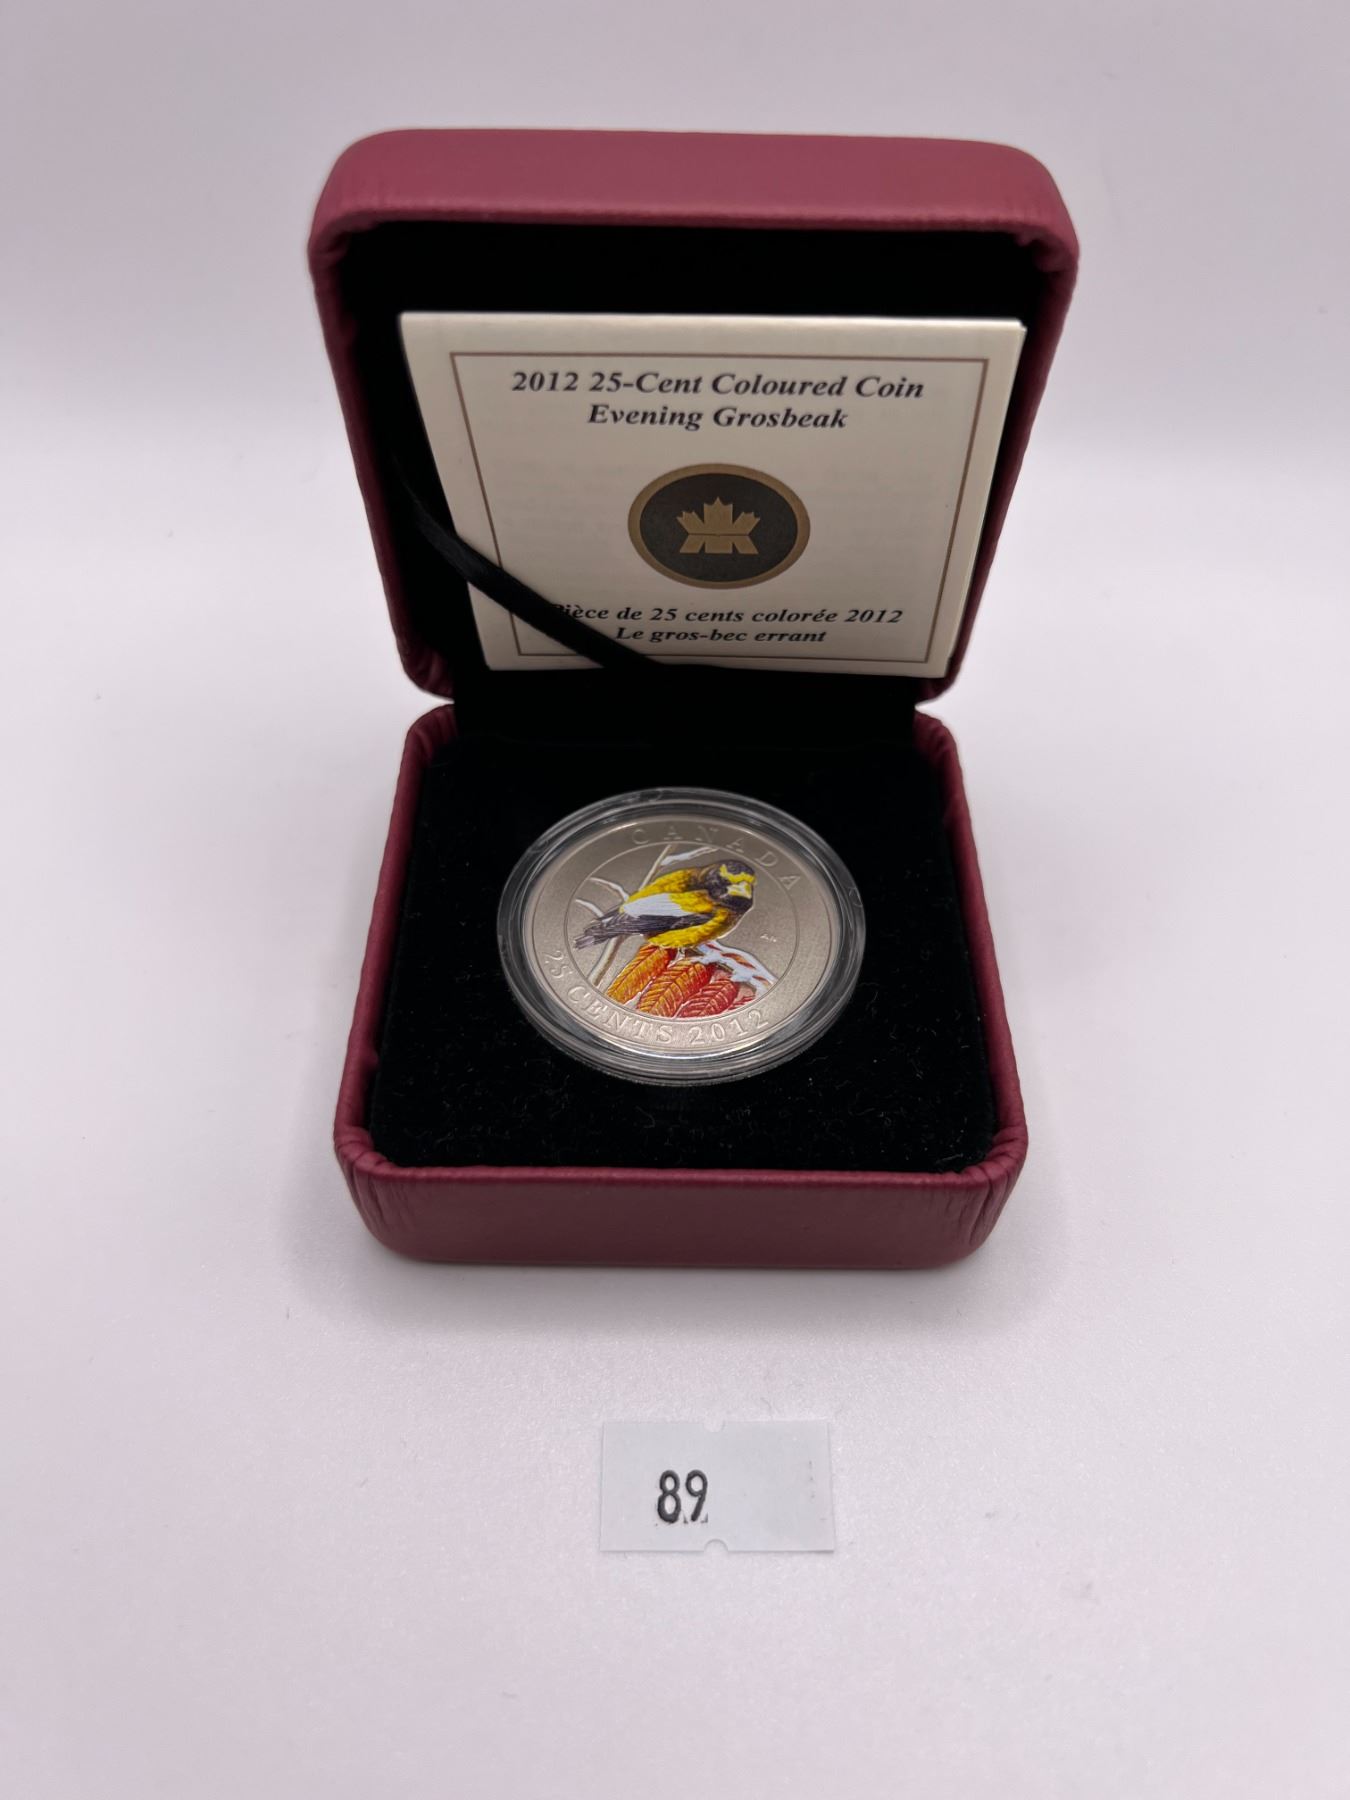 2012 25-Cent Coloured Coin
Evening Grosbeak
Pièce de 25 cents colorée 2012
Le gros-bec errant
CANADA
25 CENTS 2012
89